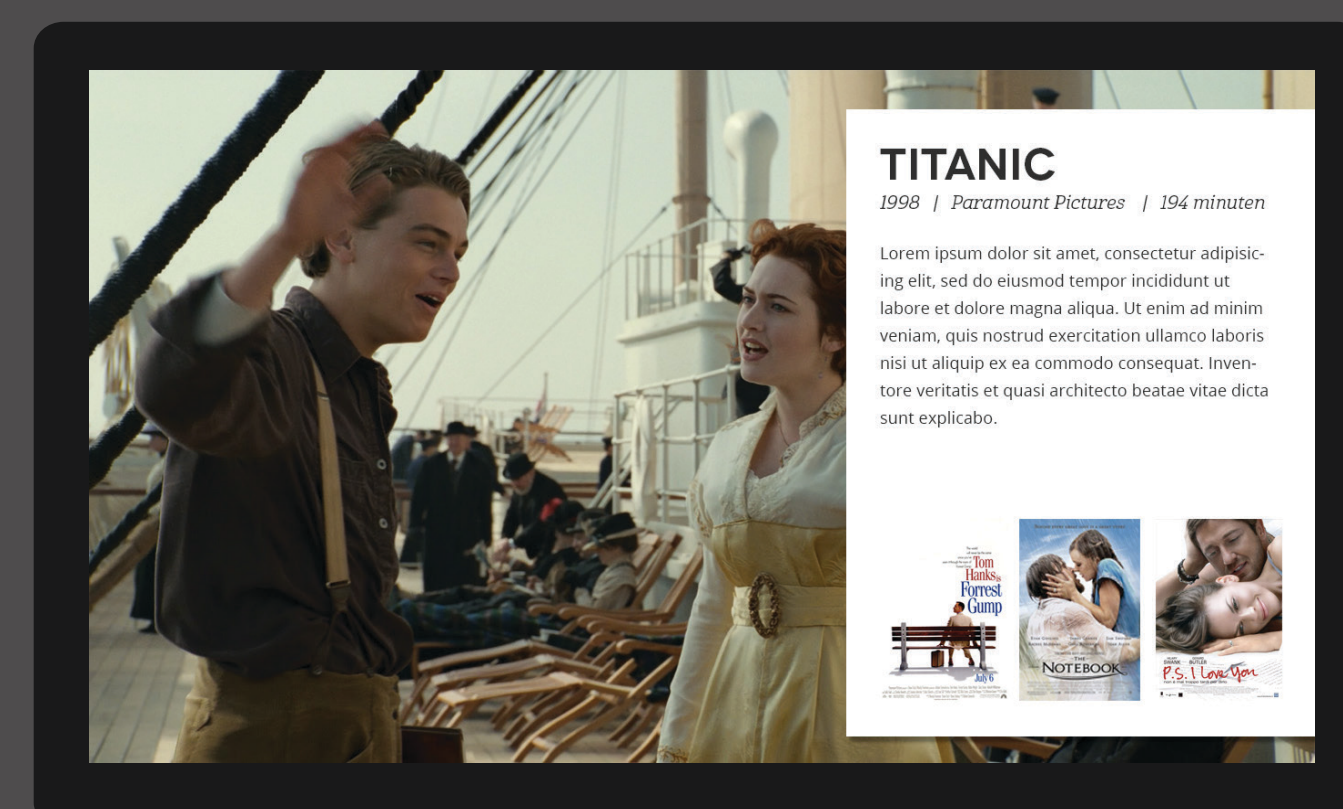 TITANIC
1998 | Paramount Pictures | 194 minuten
Lorem ipsum dolor sit amet, consectetur adipisic-
ing elit, sed do eiusmod tempor incididunt ut
labore et dolore magna aliqua. Ut enim ad minim
veniam, quis nostrud exercitation ullamco laboris
nisi ut aliquip ex ea commodo consequat. Inven-
tore veritatis et quasi architecto beatae vitae dicta
sunt explicabo.
Tom
Hanks is
Forrest
Gump
July 6
THE
NOTEBOOK
SWANK BUTLER
P.S. I Love You